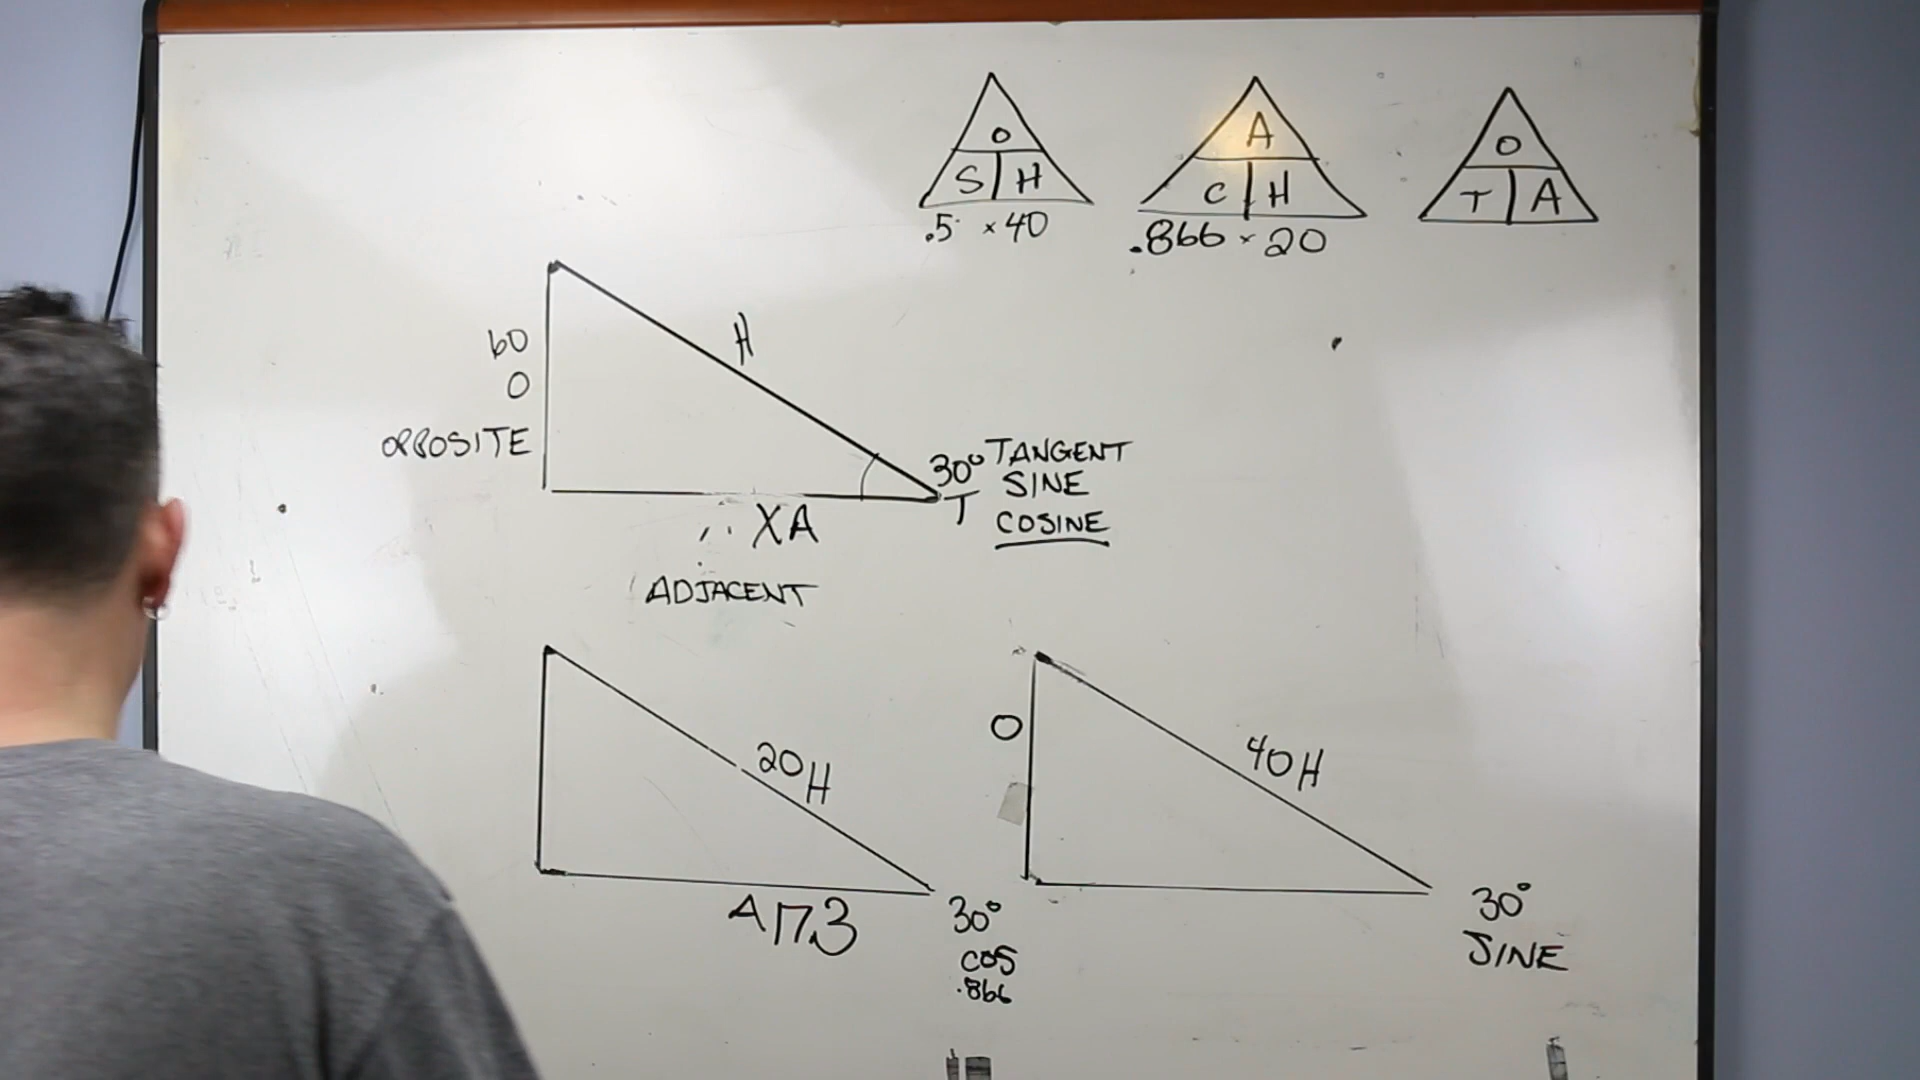 O
S H
.5 × 40
A
C H
.866 × 20
O
T A
60
O
OPPOSITE
H
30° TANGENT
SINE
COSINE
T
XA
ADJACENT
20H
A 17.3
30°
COS
.866
O
40H
30°
SINE